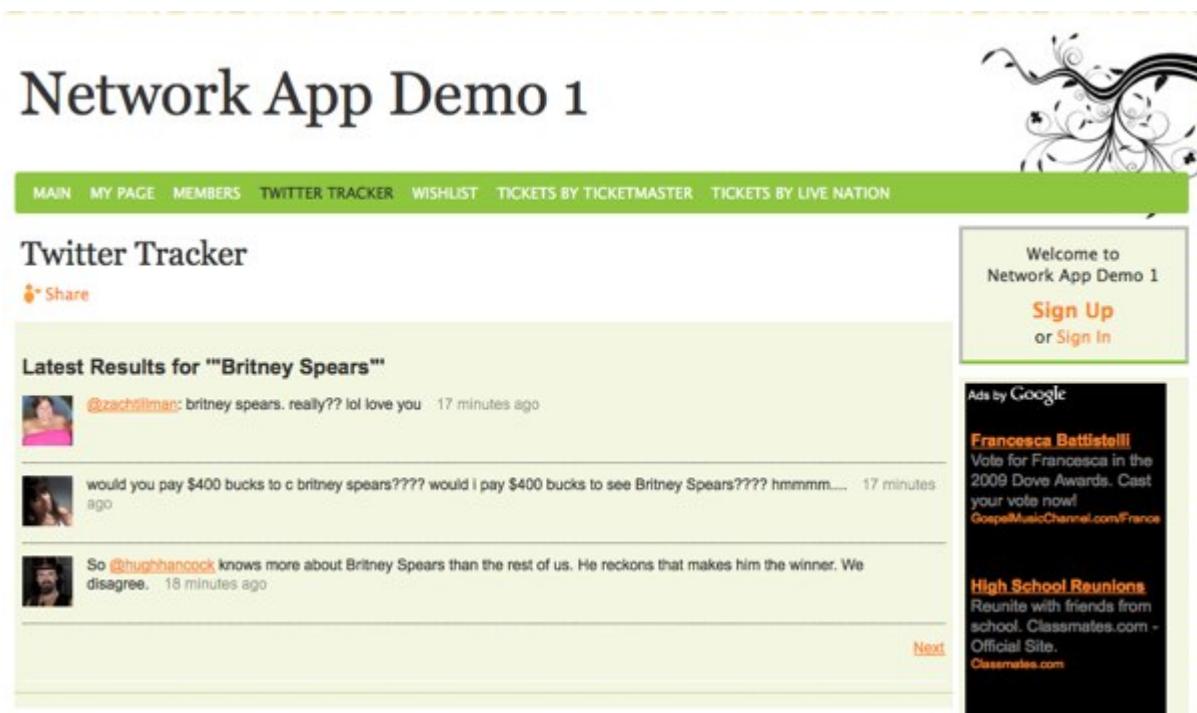 Network App Demo 1
MAIN MY PAGE MEMBERS TWITTER TRACKER WISHLIST TICKETS BY TICKETMASTER TICKETS BY LIVE NATION
Twitter Tracker
Share
Latest Results for '"Britney Spears"'
@zachtillman: britney spears. really?? lol love you 17 minutes ago
would you pay $400 bucks to c britney spears???? would i pay $400 bucks to see Britney Spears???? hmmmm.... 17 minutes
ago
So @hughhancock knows more about Britney Spears than the rest of us. He reckons that makes him the winner. We
disagree. 18 minutes ago
Next
Welcome to
Network App Demo 1
Sign Up
or Sign In
Ads by Google
Francesca Battistelli
Vote for Francesca in the
2009 Dove Awards. Cast
your vote now!
GospelMusicChannel.com/France
High School Reunions
Reunite with friends from
school. Classmates.com -
Official Site.
Classmates.com